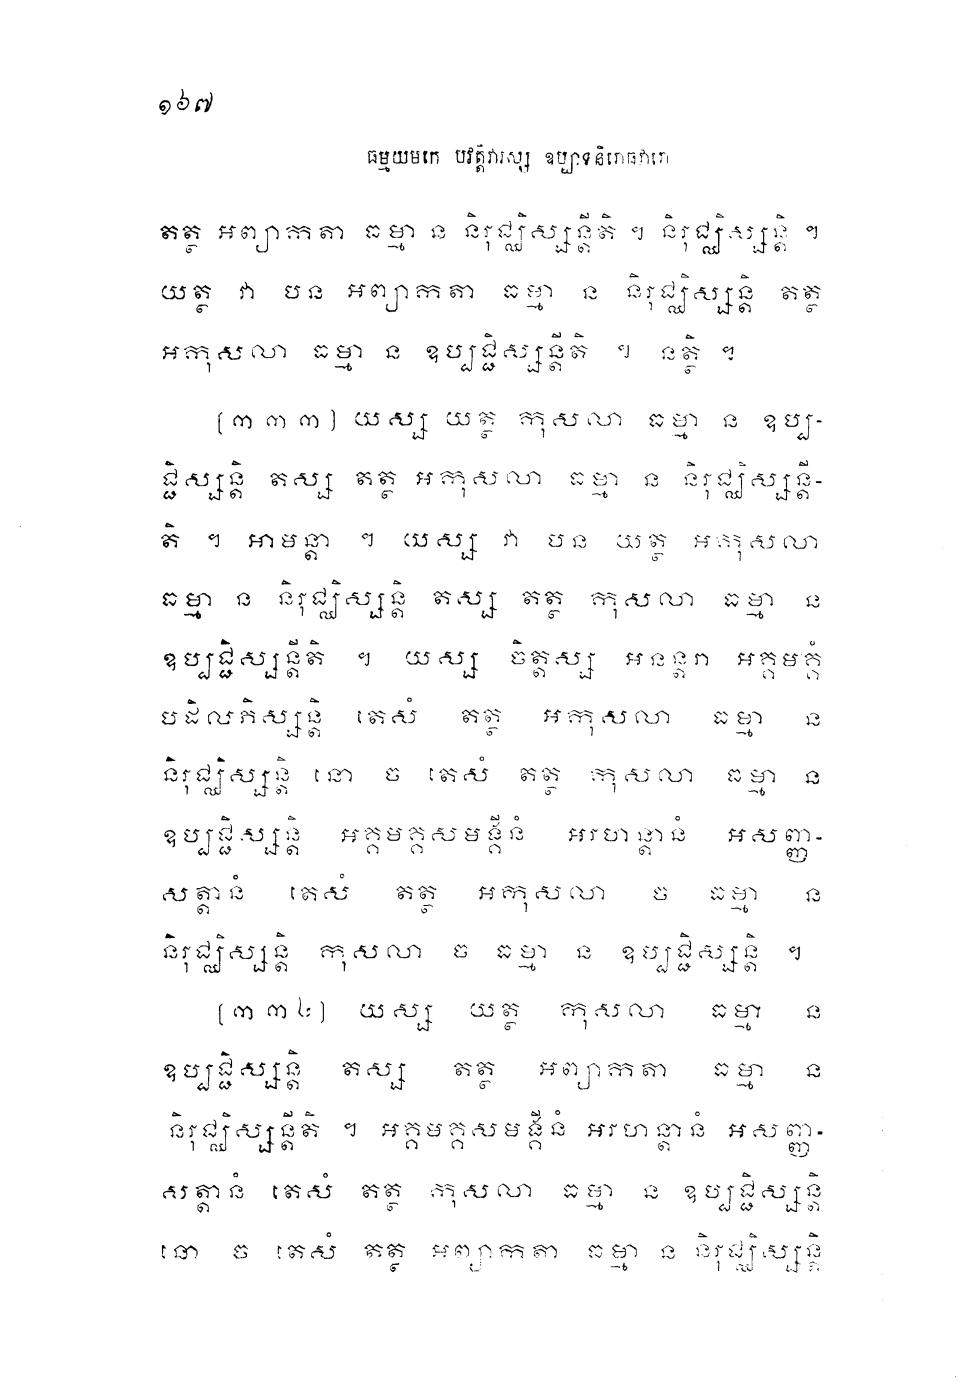 ១៦៧
ធម្មយមកេ បវត្តិវារស្ស ឧប្បាទនិរោធវារោ
តត្ថ អព្យាកតា ធម្មា ន និរុជ្ឈិស្សន្តីតិ ។ និរុជ្ឈិស្សន្តិ ។
យត្ថ វា បន អព្យាកតា ធម្មា ន និរុជ្ឈិស្សន្តិ តត្ថ
អកុសលា ធម្មា ន ឧប្បជ្ជិស្សន្តីតិ ។ នត្ថិ ។
[៣៣៣] យស្ស យត្ថ កុសលា ធម្មា ន ឧប្ប-
ជ្ជិស្សន្តិ តស្ស តត្ថ អកុសលា ធម្មា ន និរុជ្ឈិស្សន្តី-
តិ ។ អាមន្តា ។ យស្ស វា បន យត្ថ អកុសលា
ធម្មា ន និរុជ្ឈិស្សន្តិ តស្ស តត្ថ កុសលា ធម្មា ន
ឧប្បជ្ជិស្សន្តីតិ ។ យស្ស ចិត្តស្ស អនន្តរា អគ្គមគ្គំ
បដិលភិស្សន្តិ តេសំ តត្ថ អកុសលា ធម្មា ន
និរុជ្ឈិស្សន្តិ នោ ច តេសំ តត្ថ កុសលា ធម្មា ន
ឧប្បជ្ជិស្សន្តិ អគ្គមគ្គសមង្គីនំ អរហន្តានំ អសញ្ញ-
សត្តានំ តេសំ តត្ថ អកុសលា ច ធម្មា ន
និរុជ្ឈិស្សន្តិ កុសលា ច ធម្មា ន ឧប្បជ្ជិស្សន្តិ ។
[៣៣៤] យស្ស យត្ថ កុសលា ធម្មា ន
ឧប្បជ្ជិស្សន្តិ តស្ស តត្ថ អព្យាកតា ធម្មា ន
និរុជ្ឈិស្សន្តីតិ ។ អគ្គមគ្គសមង្គីនំ អរហន្តានំ អសញ្ញ-
សត្តានំ តេសំ តត្ថ កុសលា ធម្មា ន ឧប្បជ្ជិស្សន្តិ
នោ ច តេសំ តត្ថ អព្យាកតា ធម្មា ន និរុជ្ឈិស្សន្តិ